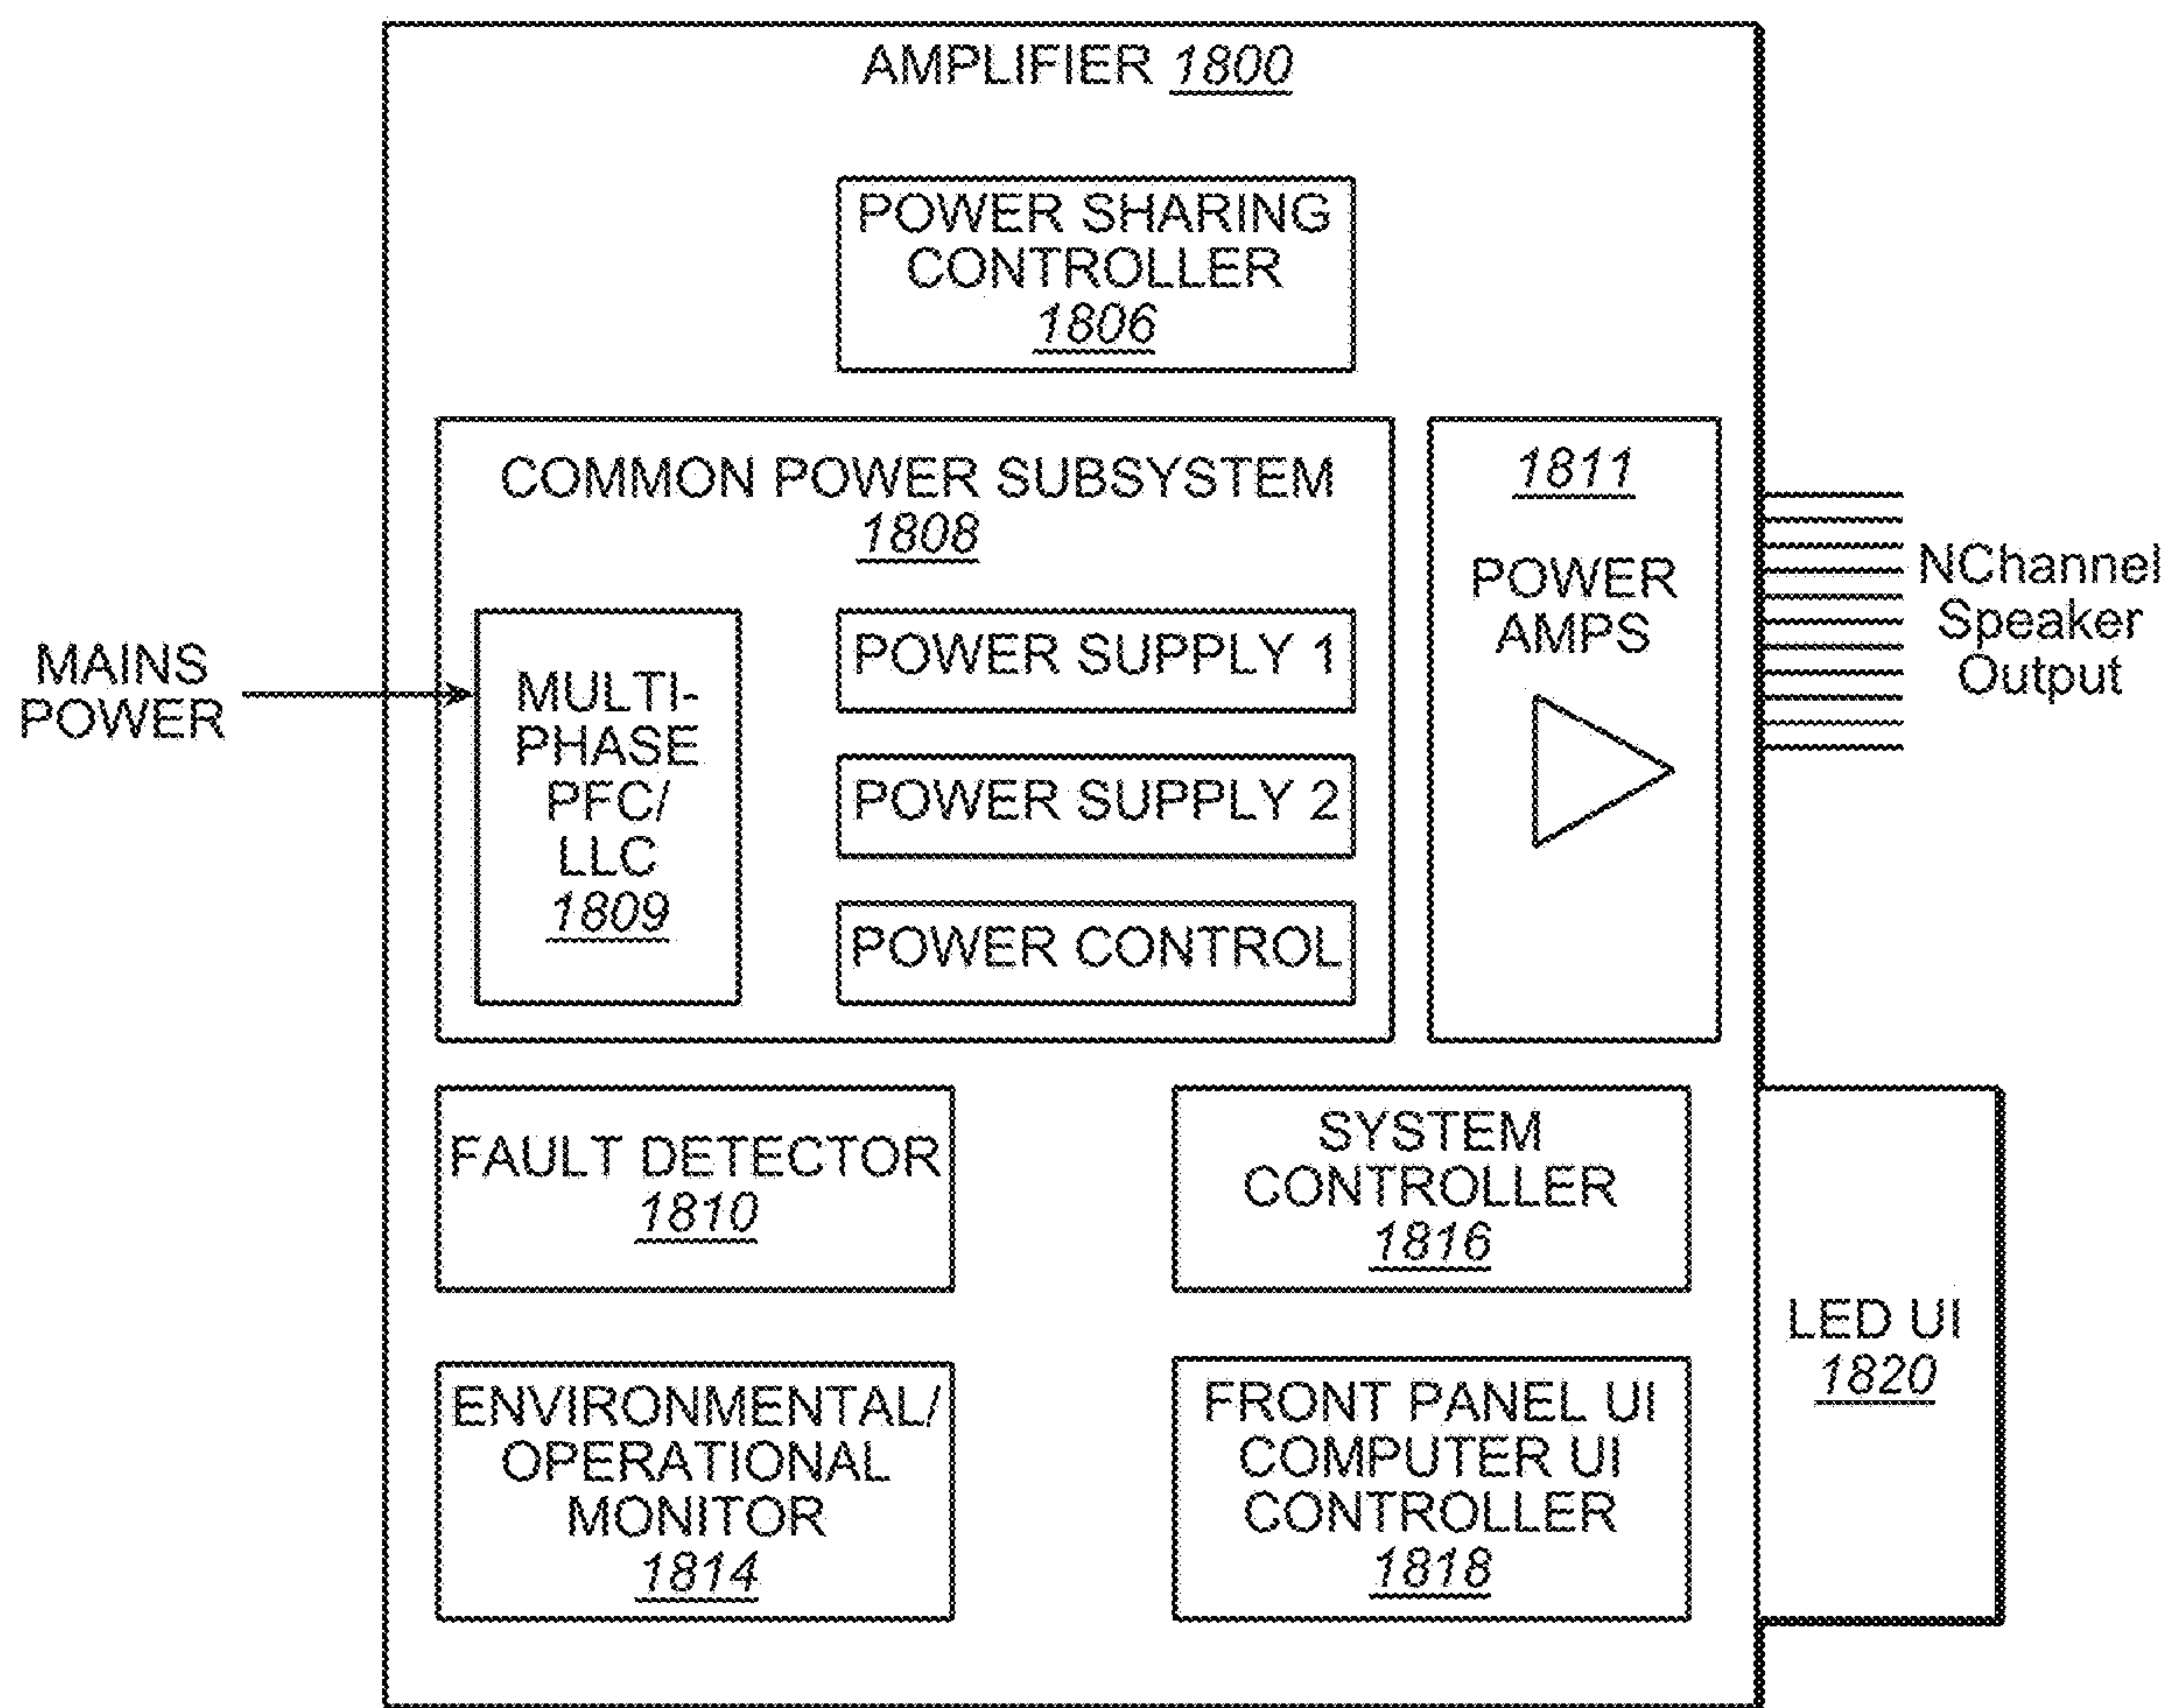 AMPLIFIER 1800
POWER SHARING
CONTROLLER
1806
COMMON POWER SUBSYSTEM
1808
MAINS
POWER
MULTI-
PHASE
PFC/
LLC
1809
POWER SUPPLY 1
POWER SUPPLY 2
POWER CONTROL
1811
POWER
AMPS
NChannel
Speaker
Output
FAULT DETECTOR
1810
SYSTEM
CONTROLLER
1816
ENVIRONMENTAL/
OPERATIONAL
MONITOR
1814
FRONT PANEL UI
COMPUTER UI
CONTROLLER
1818
LED UI
1820